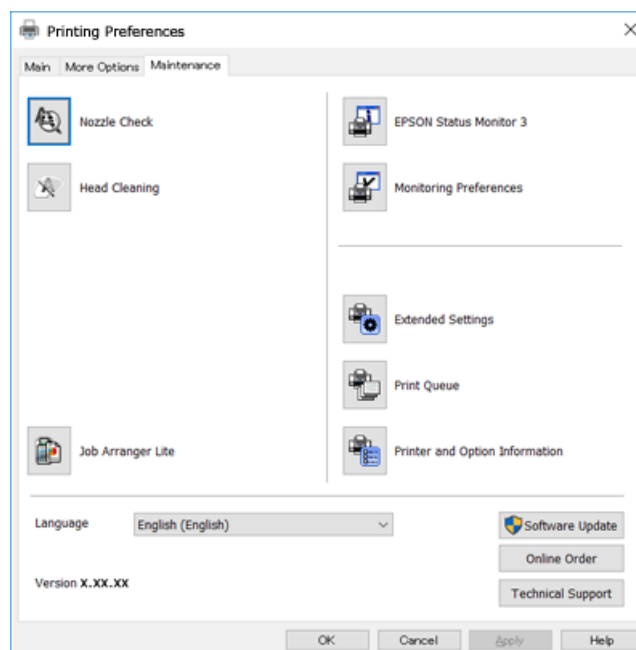 Printing Preferences
Main More Options Maintenance
Nozzle Check
EPSON Status Monitor 3
Head Cleaning
Monitoring Preferences
Extended Settings
Print Queue
Job Arranger Lite
Printer and Option Information
Language
English (English)
Software Update
Online Order
Version X.XX.XX
Technical Support
OK Cancel Apply Help